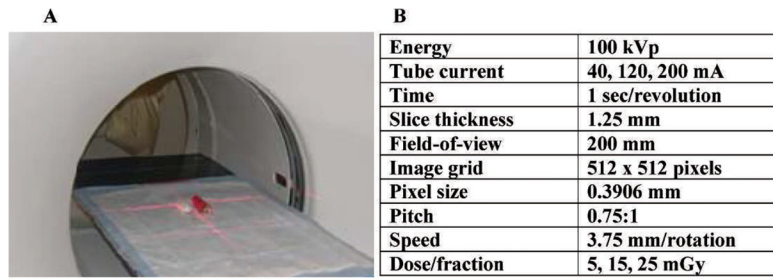 A
B
Energy 100 kVp
Tube current 40, 120, 200 mA
Time 1 sec/revolution
Slice thickness 1.25 mm
Field-of-view 200 mm
Image grid 512 x 512 pixels
Pixel size 0.3906 mm
Pitch 0.75:1
Speed 3.75 mm/rotation
Dose/fraction 5, 15, 25 mGy